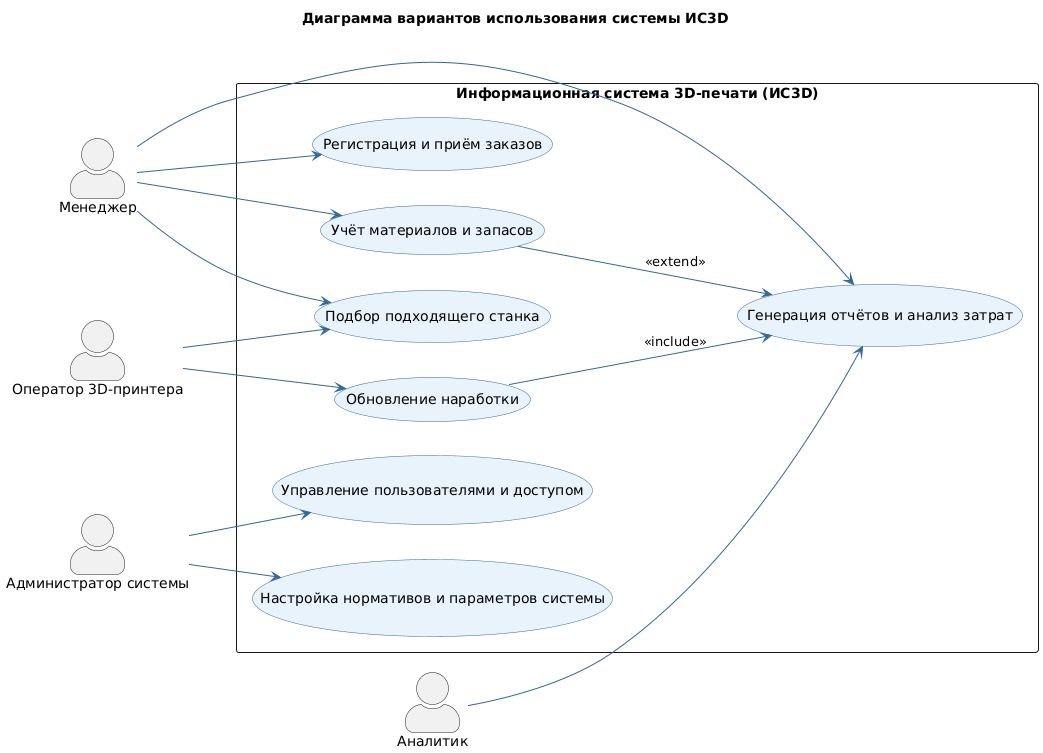 Диаграмма вариантов использования системы ИС3D
Информационная система 3D-печати (ИС3D)
Регистрация и приём заказов
Менеджер
Учёт материалов и запасов
«extend»
Подбор подходящего станка
Генерация отчётов и анализ затрат
«include»
Оператор 3D-принтера
Обновление наработки
Управление пользователями и доступом
Администратор системы
Настройка нормативов и параметров системы
Аналитик